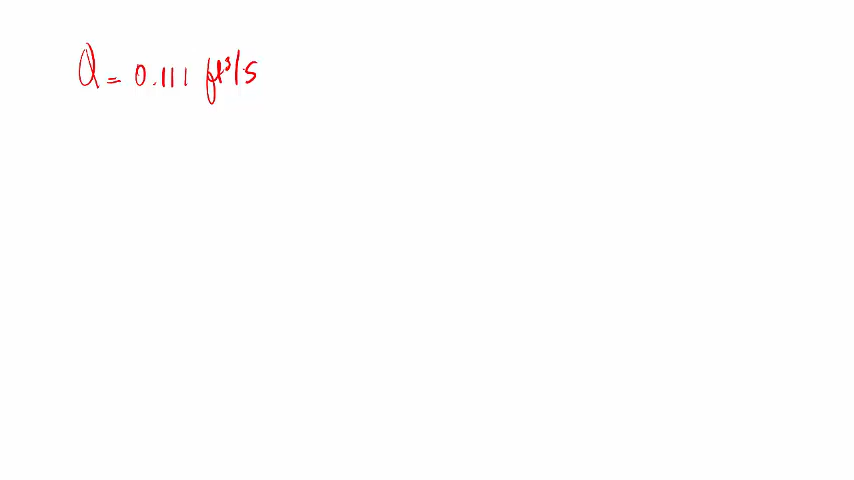 Q = 0.111 ft³/s